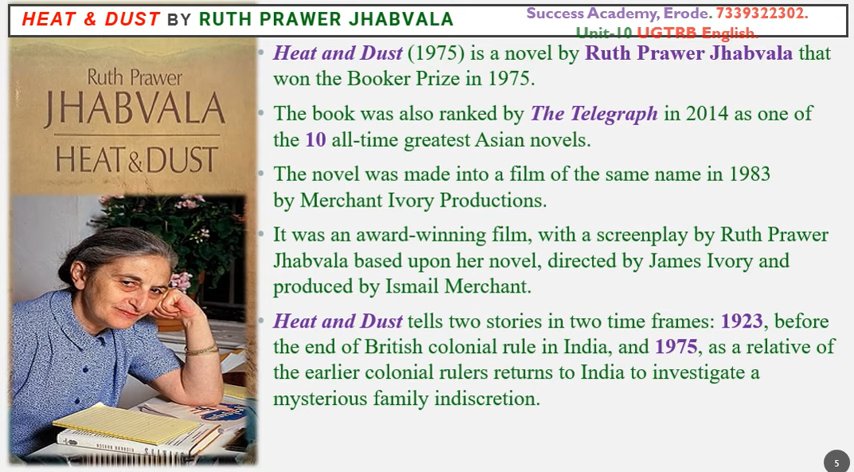 HEAT & DUST BY RUTH PRAWER JHABVALA
Success Academy, Erode. 7339322302.
Unit-10 UGTRB English.
Ruth Prawer
JHABVALA
HEAT & DUST
• Heat and Dust (1975) is a novel by Ruth Prawer Jhabvala that
won the Booker Prize in 1975.
• The book was also ranked by The Telegraph in 2014 as one of
the 10 all-time greatest Asian novels.
• The novel was made into a film of the same name in 1983
by Merchant Ivory Productions.
• It was an award-winning film, with a screenplay by Ruth Prawer
Jhabvala based upon her novel, directed by James Ivory and
produced by Ismail Merchant.
• Heat and Dust tells two stories in two time frames: 1923, before
the end of British colonial rule in India, and 1975, as a relative of
the earlier colonial rulers returns to India to investigate a
mysterious family indiscretion.
5